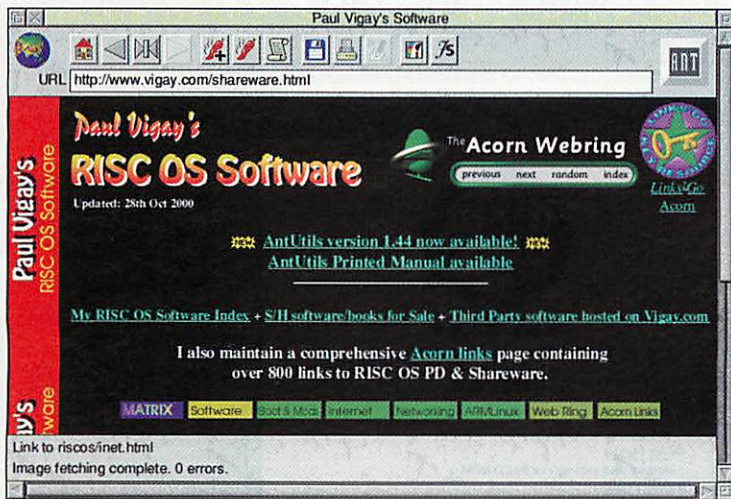 Paul Vigay's Software
ANT
URL http://www.vigay.com/shareware.html
Paul Vigay's
RISC OS Software
Paul Vigay's
RISC OS Software
Updated: 28th Oct 2000
The Acorn Webring
previous next random index
LINKS2GO
KEY RESOURCE
Links2Go
Acorn
AntUtils version 1.44 now available!
AntUtils Printed Manual available
My RISC OS Software Index + S/H software/books for Sale + Third Party software hosted on Vigay.com
I also maintain a comprehensive Acorn links page containing
over 800 links to RISC OS PD & Shareware.
MATRIX Software Boot & Mods Internet Networking ARMLinux Web Ring Acorn Links
Link to riscos/inet.html
Image fetching complete. 0 errors.